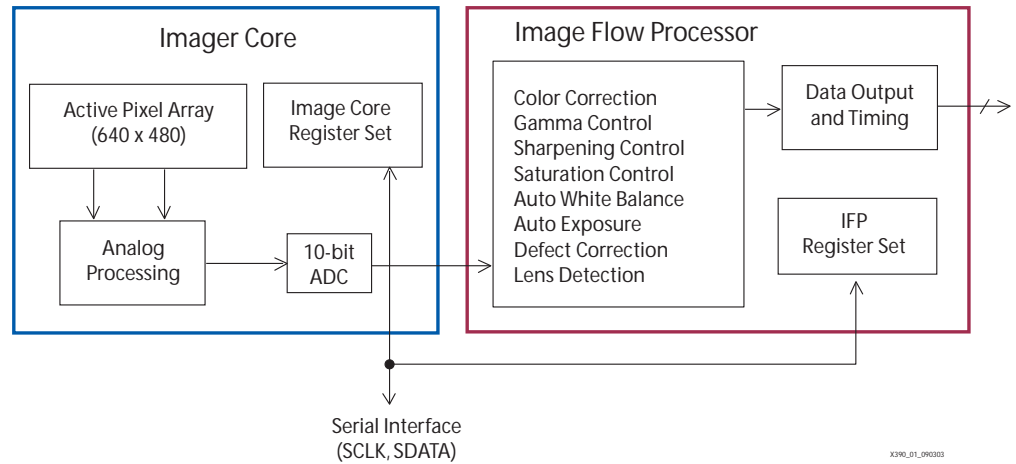 Imager Core
Active Pixel Array
(640 x 480)
Image Core
Register Set
Analog
Processing
10-bit
ADC
Image Flow Processor
Color Correction
Gamma Control
Sharpening Control
Saturation Control
Auto White Balance
Auto Exposure
Defect Correction
Lens Detection
Data Output
and Timing
IFP
Register Set
Serial Interface
(SCLK, SDATA)
X390_01_090303